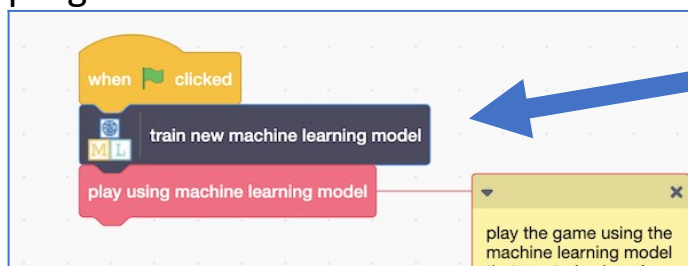 when clicked
M L train new machine learning model
play using machine learning model
play the game using the
machine learning model